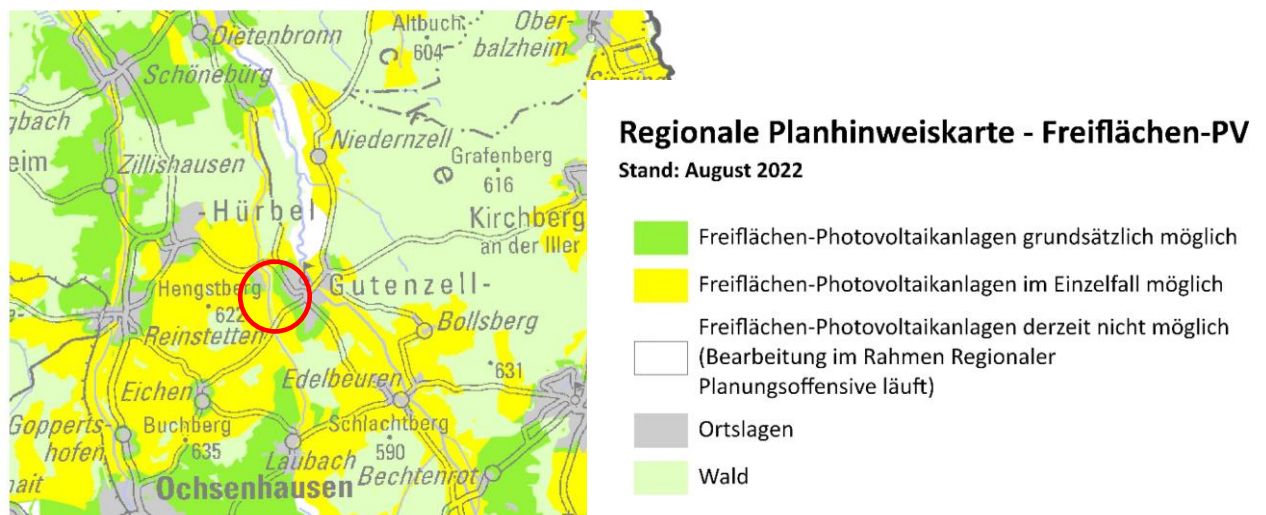 Dietenbronn
Altbuch
604
Ober-
balzheim
Schönebürg
Niedernzell
Grafenberg
616
Zillishausen
-Hürbel
Kirchberg
an der Iller
Hengstberg
622
Gutenzell-
Reinstetten
Bollsberg
631
Eichen
Edelbeuren
Gopperts-
hofen
Buchberg
635
Schlachtberg
590
Laubach
Bechtenrot
Ochsenhausen
Regionale Planhinweiskarte - Freiflächen-PV
Stand: August 2022
Freiflächen-Photovoltaikanlagen grundsätzlich möglich
Freiflächen-Photovoltaikanlagen im Einzelfall möglich
Freiflächen-Photovoltaikanlagen derzeit nicht möglich
(Bearbeitung im Rahmen Regionaler
Planungsoffensive läuft)
Ortslagen
Wald